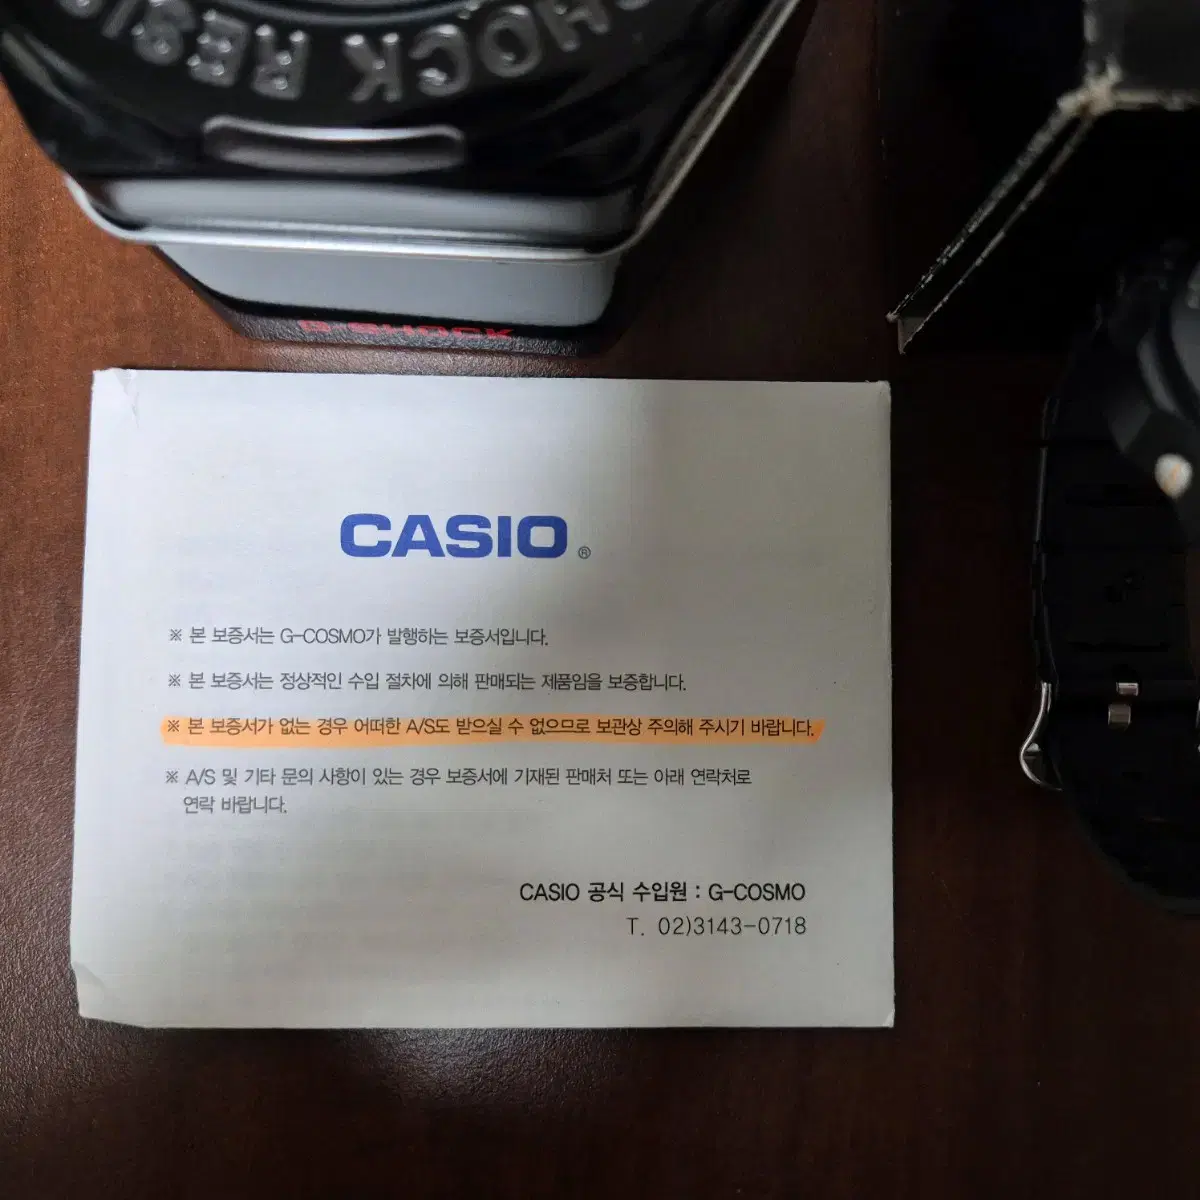 SHOCK RESI
G-SHOCK
CASIO®
※ 본 보증서는 G-COSMO가 발행하는 보증서입니다.
※ 본 보증서는 정상적인 수입 절차에 의해 판매되는 제품임을 보증합니다.
※ 본 보증서가 없는 경우 어떠한 A/S도 받으실 수 없으므로 보관상 주의해 주시기 바랍니다.
※ A/S 및 기타 문의 사항이 있는 경우 보증서에 기재된 판매처 또는 아래 연락처로
연락 바랍니다.
CASIO 공식 수입원 : G-COSMO
T. 02)3143-0718